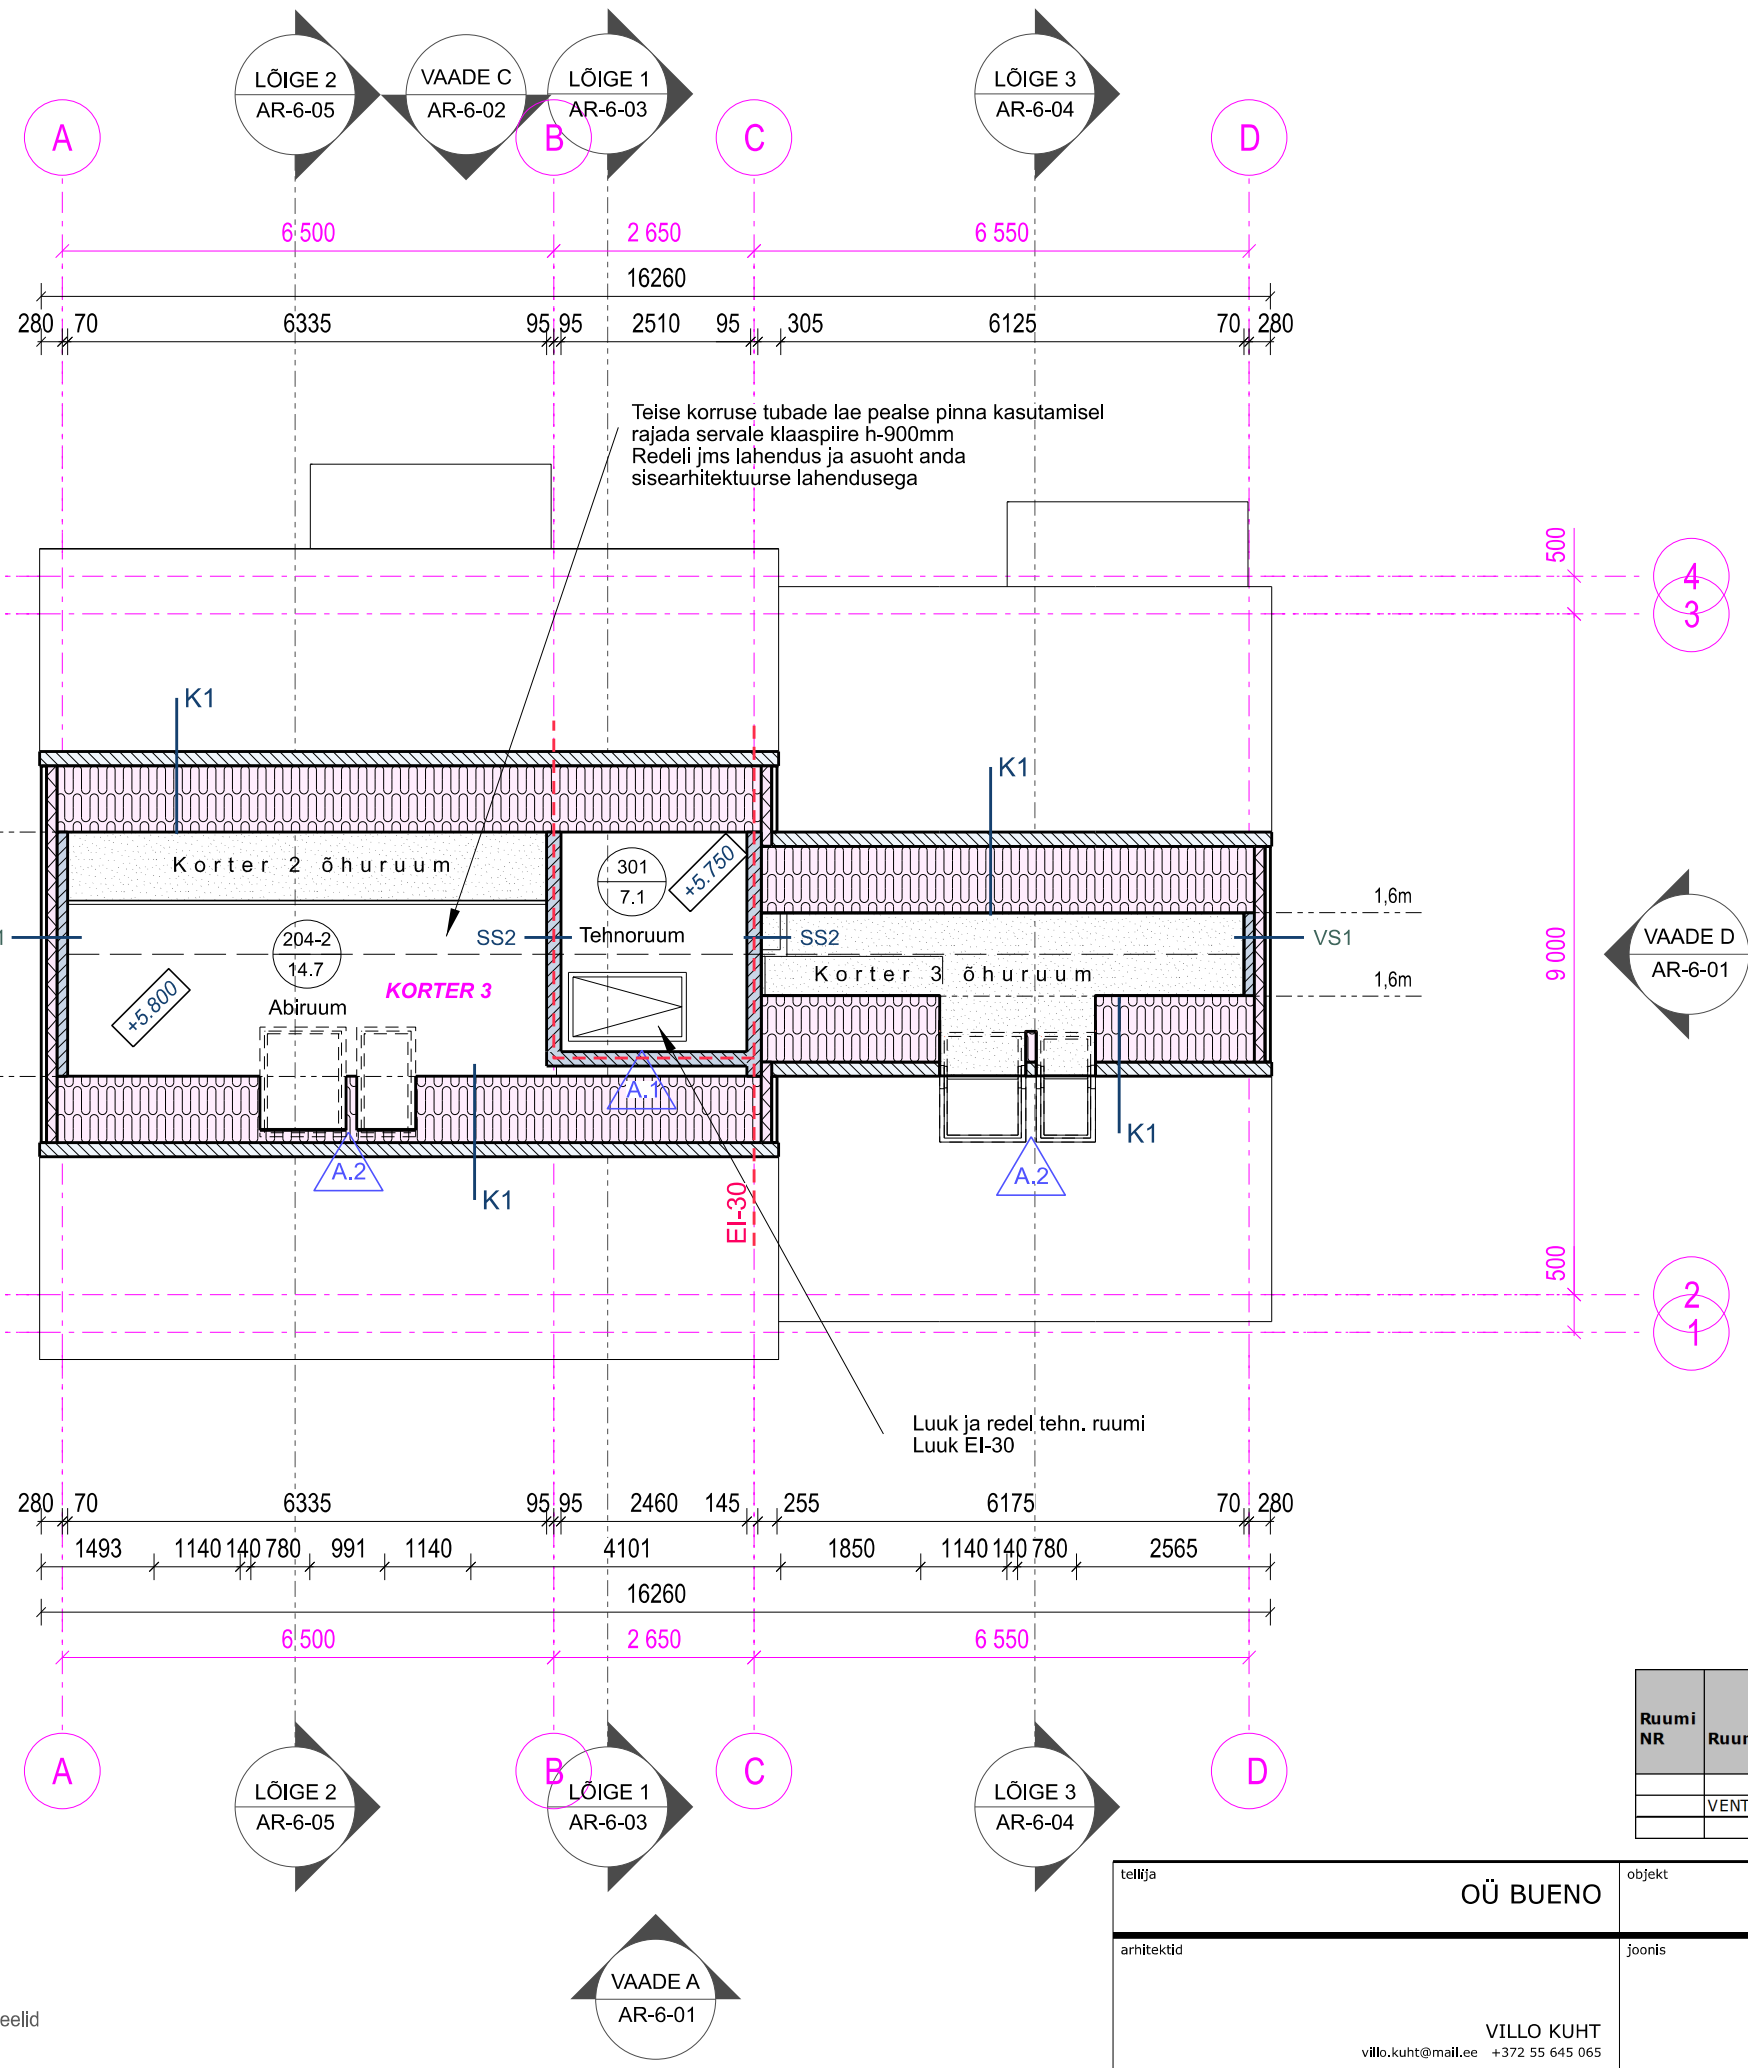 LÕIGE 2
AR-6-05
VAADE C
AR-6-02
LÕIGE 1
AR-6-03
LÕIGE 3
AR-6-04
A
B
C
D
6 500
2 650
6 550
16260
280
70
6335
95
95
2510
95
305
6125
70
280
Teise korruse tubade lae pealse pinna kasutamisel
rajada servale klaaspiire h-900mm
Redeli jms lahendus ja asuoht anda
sisearhitektuurse lahendusega
500
4
3
K1
K1
Korter 2 õhuruum
301
7.1
+5.750
1,6m
204-2
14.7
SS2
Tehnoruum
SS2
VS1
VAADE D
AR-6-01
9 000
Korter 3 õhuruum
1,6m
KORTER 3
Abiruum
+5.800
A.1
K1
A.2
A.2
K1
EI-30
500
2
1
Luuk ja redel tehn. ruumi
Luuk EI-30
280
70
6335
95
95
2460
145
255
6175
70
280
1493
1140
140
780
991
1140
4101
1850
1140
140
780
2565
16260
6 500
2 650
6 550
Ruumi
NR
A
B
C
D
LÕIGE 2
AR-6-05
LÕIGE 1
AR-6-03
LÕIGE 3
AR-6-04
VENT
tellija
OÜ BUENO
objekt
arhitektid
joonis
VAADE A
AR-6-01
eelid
VILLO KUHT
villo.kuht@mail.ee +372 55 645 065